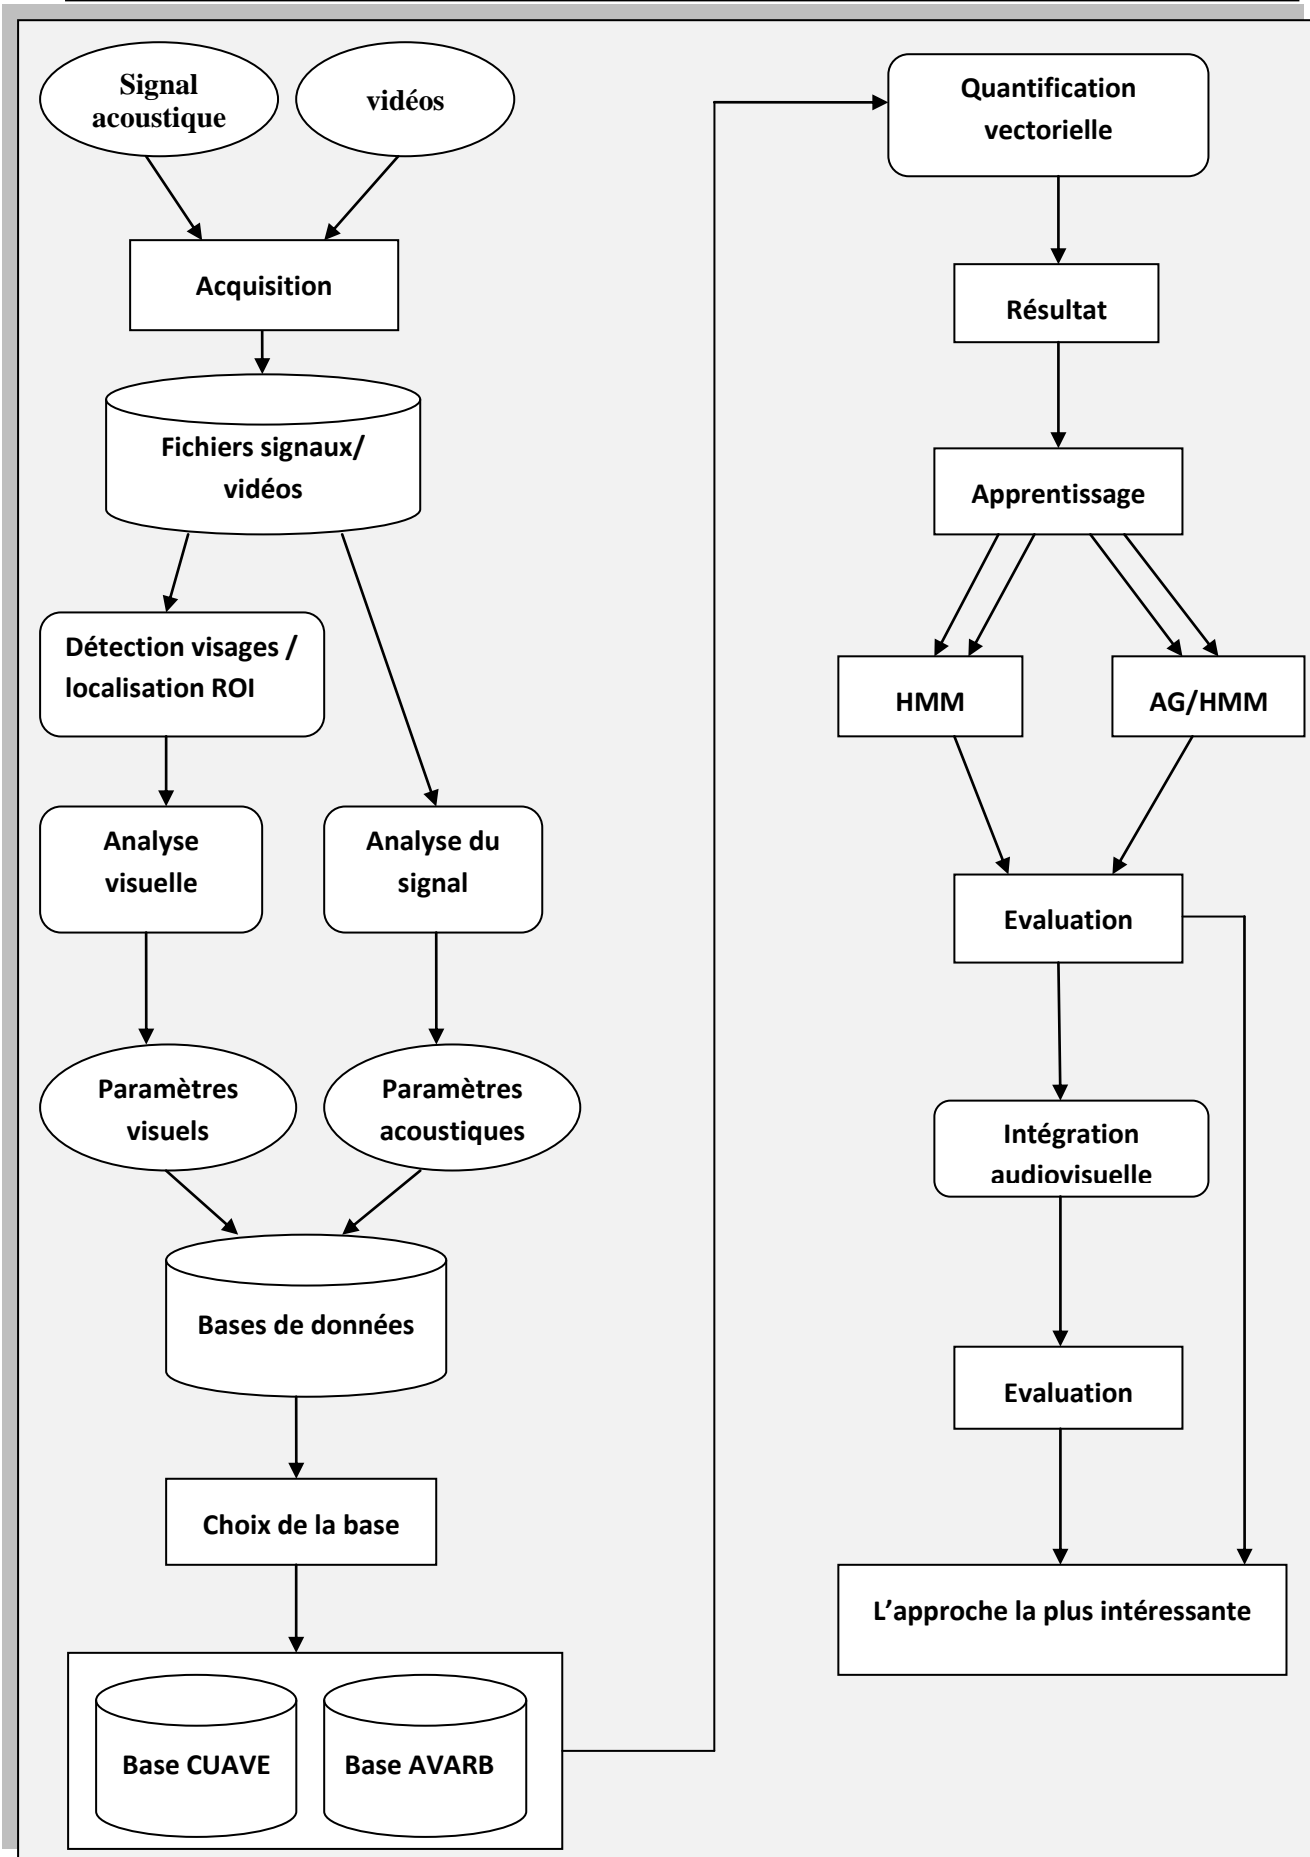 Signal
acoustique
vidéos
Acquisition
Fichiers signaux/
vidéos
Détection visages /
localisation ROI
Analyse
visuelle
Analyse du
signal
Paramètres
visuels
Paramètres
acoustiques
Bases de données
Choix de la base
Base CUAVE
Base AVARB
Quantification
vectorielle
Résultat
Apprentissage
HMM
AG/HMM
Evaluation
Intégration
audiovisuelle
Evaluation
L’approche la plus intéressante